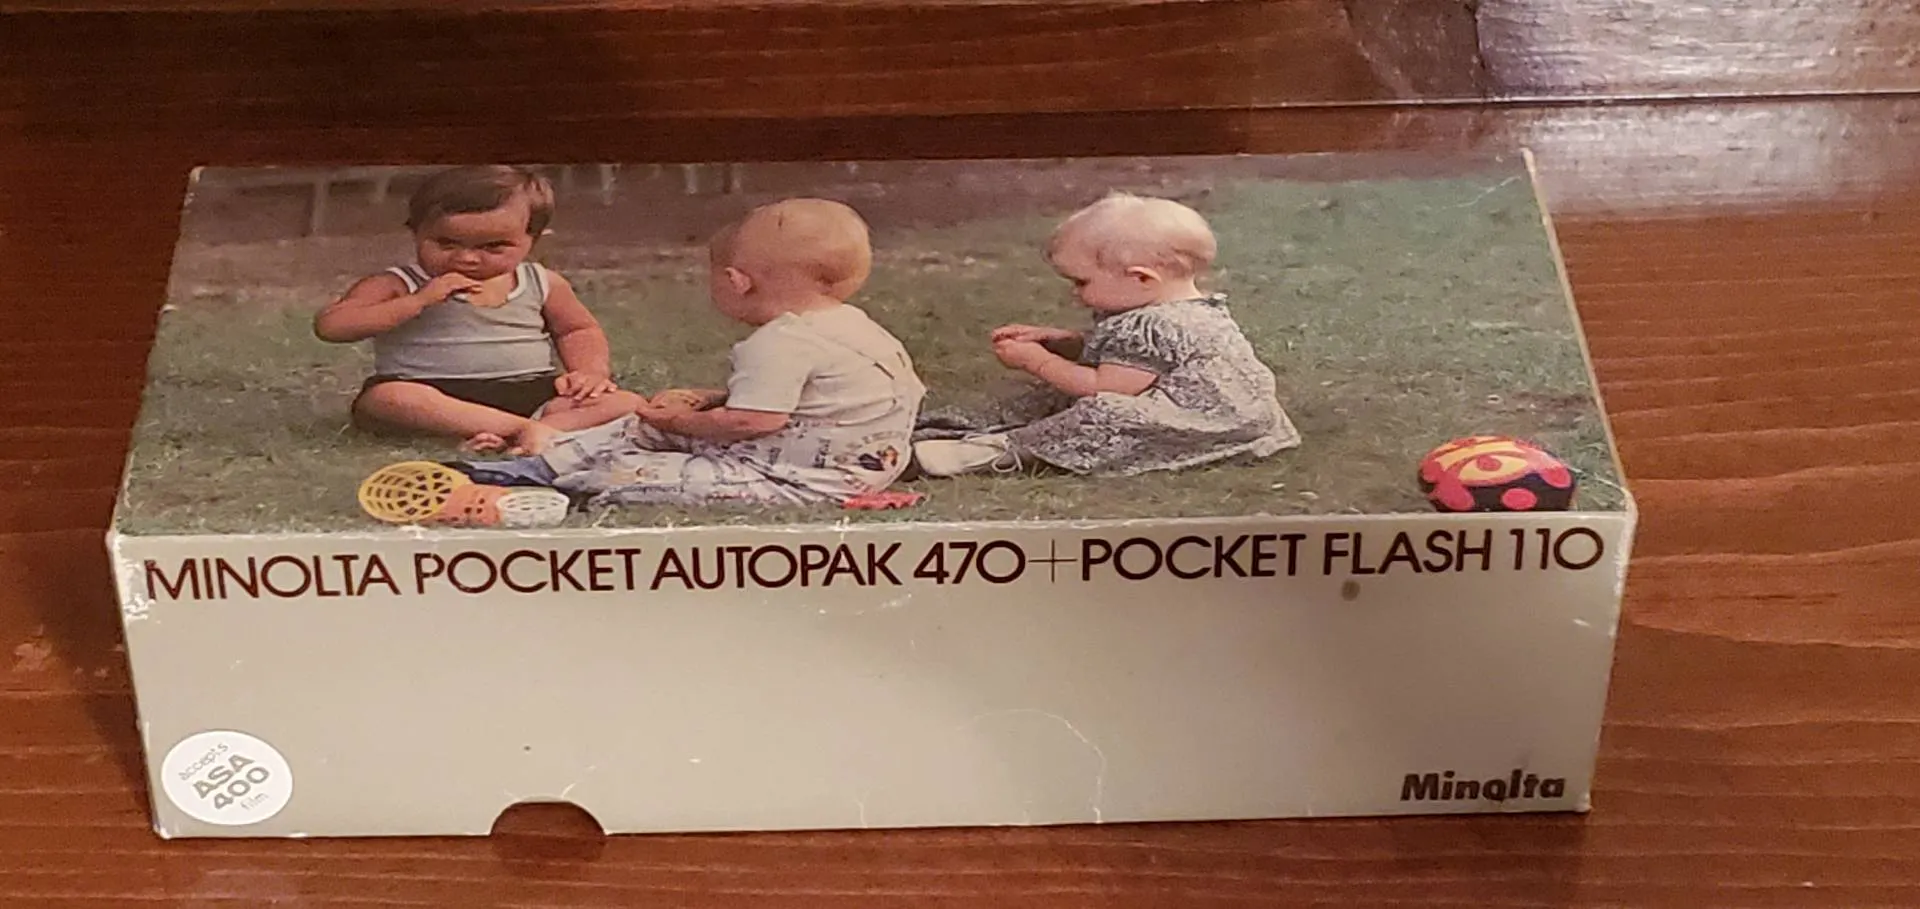 MINOLTA POCKET AUTOPAK 470+POCKET FLASH 110
accepts
ASA
400
film
Minolta